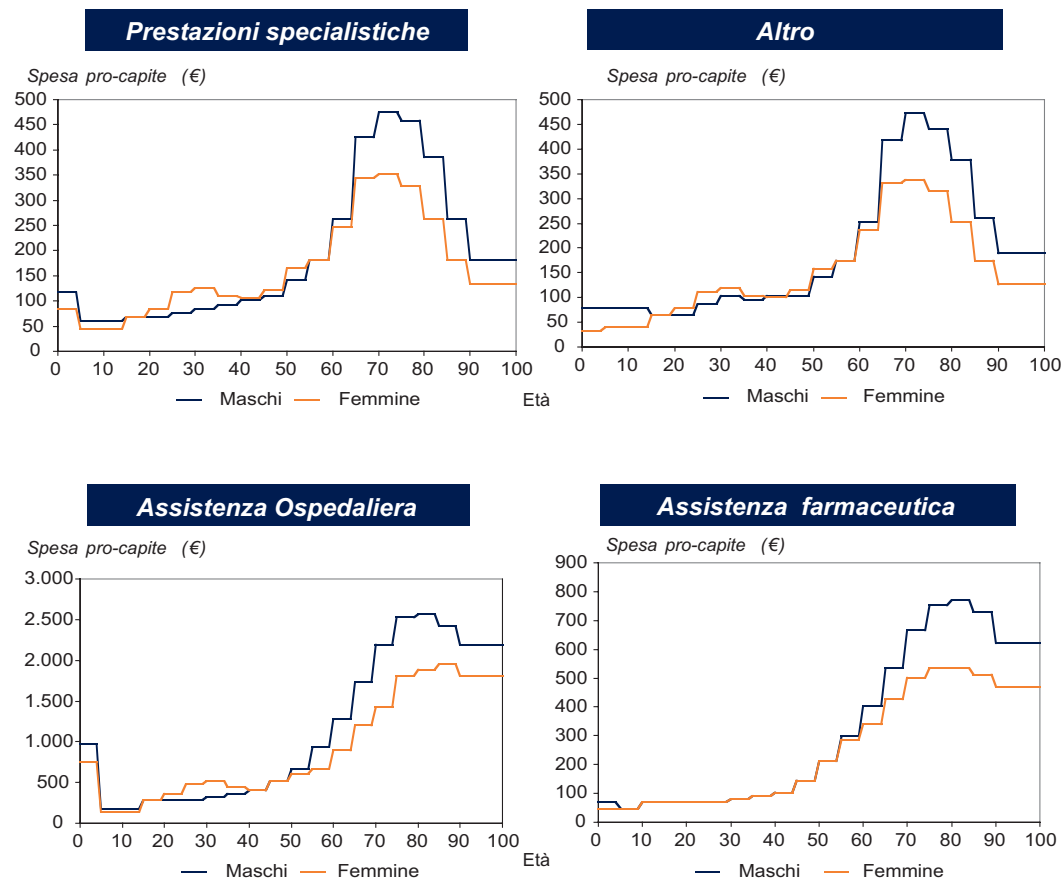 Prestazioni specialistiche
Spesa pro-capite (€)
500
450
400
350
300
250
200
150
100
50
0
0 10 20 30 40 50 60 70 80 90 100
Maschi Femmine
Altro
Spesa pro-capite (€)
500
450
400
350
300
250
200
150
100
50
0
0 10 20 30 40 50 60 70 80 90 100
Età
Maschi Femmine
Assistenza Ospedaliera
Spesa pro-capite (€)
3.000
2.500
2.000
1.500
1.000
500
0
0 10 20 30 40 50 60 70 80 90 100
Maschi Femmine
Assistenza farmaceutica
Spesa pro-capite (€)
900
800
700
600
500
400
300
200
100
0
0 10 20 30 40 50 60 70 80 90 100
Età
Maschi Femmine